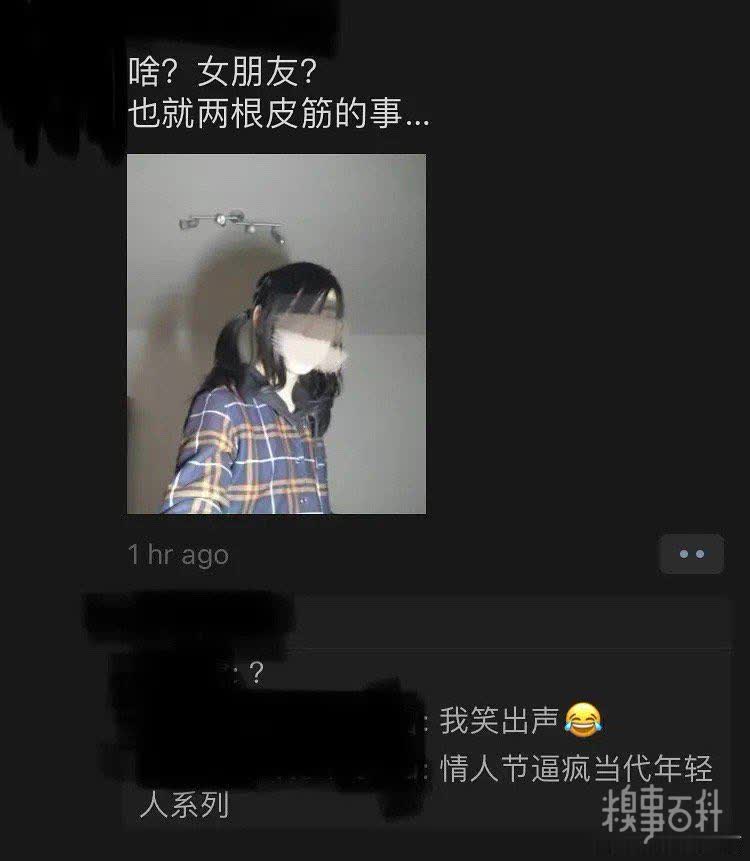 啥？女朋友？
也就两根皮筋的事...
1 hr ago
: ?
: 我笑出声😂
: 情人节逼疯当代年轻
人系列
糗事百科